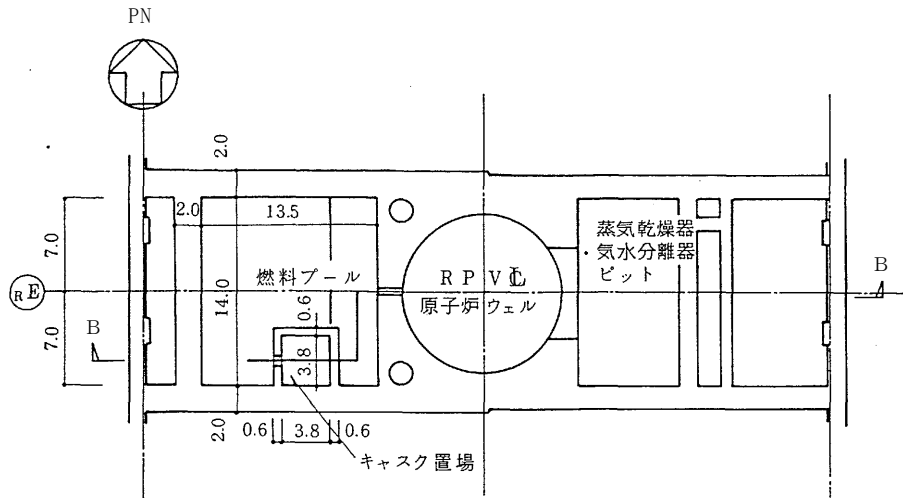 PN
2.0
2.0
13.5
7.0
燃料プール
14.0
0.6
7.0
RE
B
3.8
2.0
0.6
3.8
0.6
キャスク置場
RPV℄
原子炉ウェル
蒸気乾燥器
・気水分離器
ピット
B